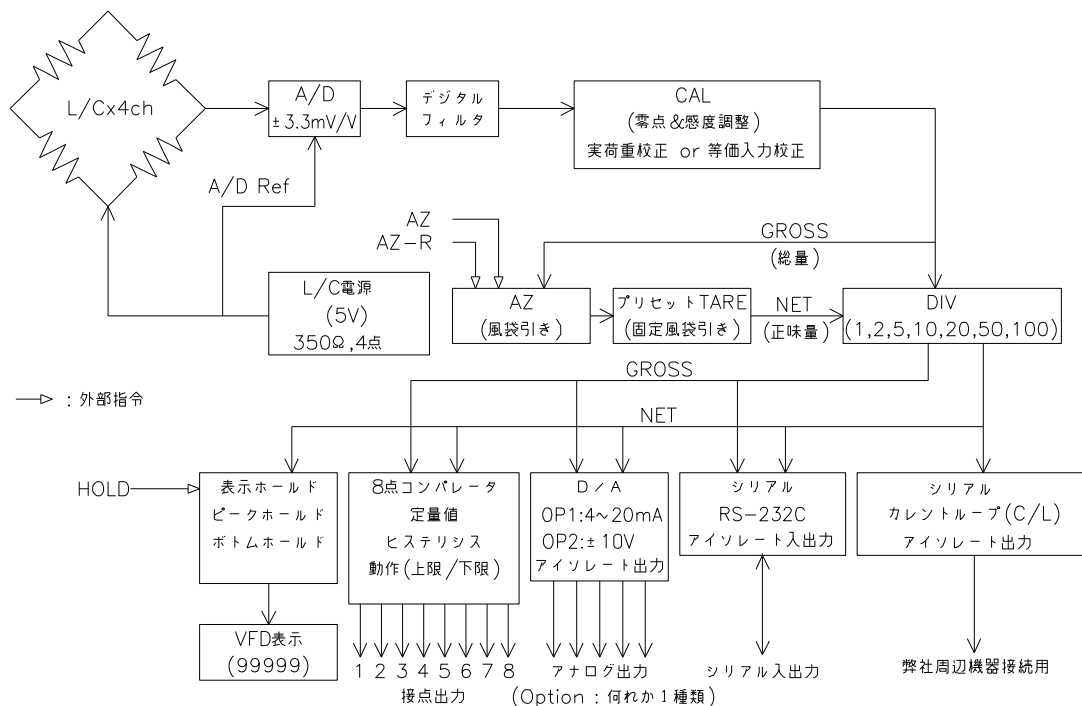 L/Cx4ch
A/D
±3.3mV/V
デジタル
フィルタ
CAL
(零点&感度調整)
実荷重校正 or 等価入力校正
A/D Ref
AZ
AZ-R
GROSS
(総量)
L/C電源
(5V)
350Ω,4点
AZ
(風袋引き)
プリセットTARE
(固定風袋引き)
NET
(正味量)
DIV
(1,2,5,10,20,50,100)
GROSS
: 外部指令
NET
HOLD
表示ホールド
ピークホールド
ボトムホールド
8点コンパレータ
定量値
ヒステリシス
動作(上限/下限)
D/A
OP1:4~20mA
OP2:±10V
アイソレート出力
シリアル
RS-232C
アイソレート入出力
シリアル
カレントループ(C/L)
アイソレート出力
VFD表示
(99999)
1 2 3 4 5 6 7 8
接点出力
アナログ出力
(Option : 何れか1種類)
シリアル入出力
弊社周辺機器接続用